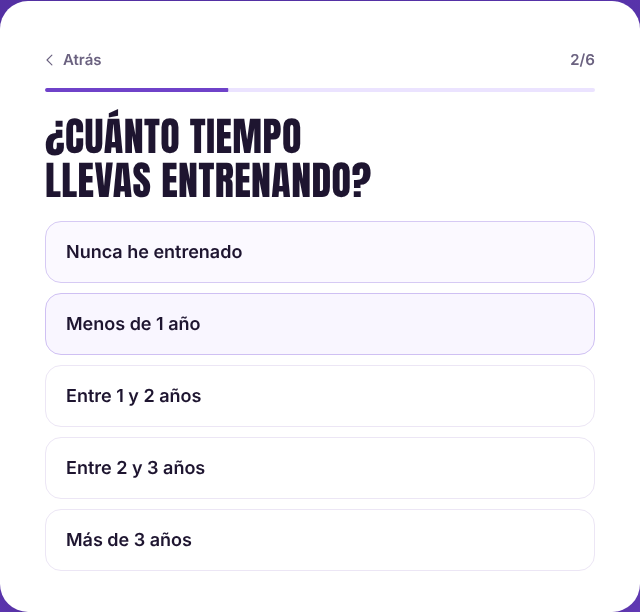 Atrás
2/6
¿CUÁNTO TIEMPO
LLEVAS ENTRENANDO?
Nunca he entrenado
Menos de 1 año
Entre 1 y 2 años
Entre 2 y 3 años
Más de 3 años